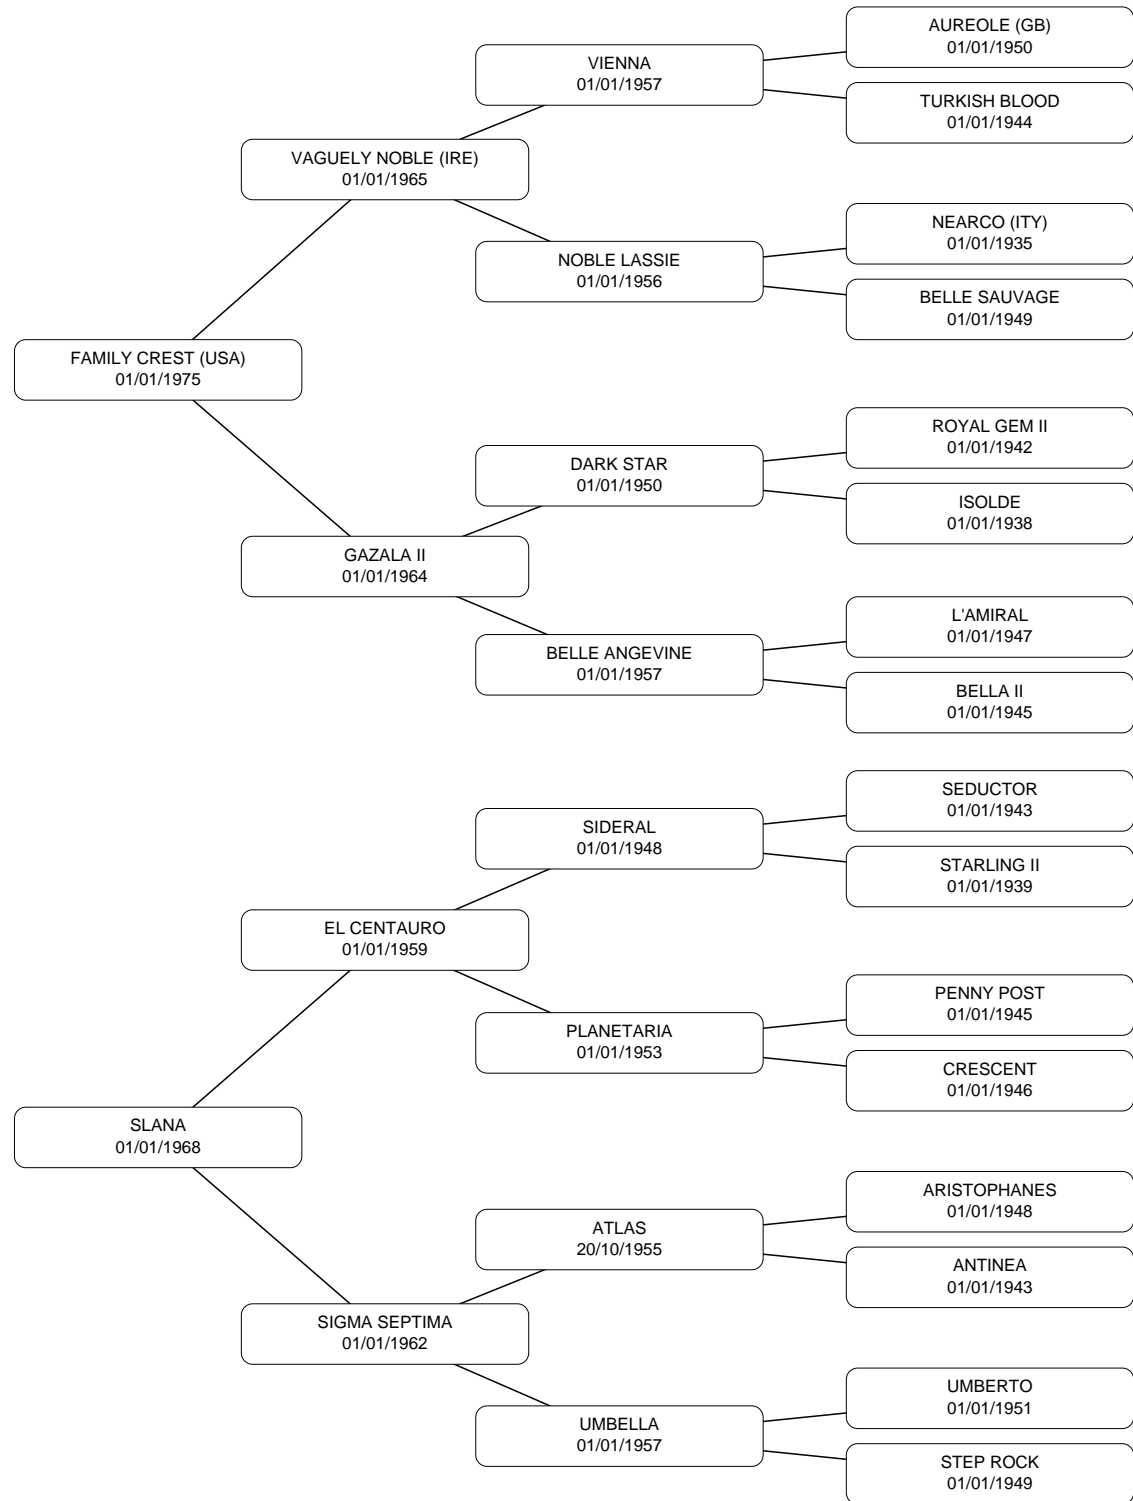 AUREOLE (GB)
01/01/1950
VIENNA
01/01/1957
TURKISH BLOOD
01/01/1944
VAGUELY NOBLE (IRE)
01/01/1965
NEARCO (ITY)
01/01/1935
NOBLE LASSIE
01/01/1956
BELLE SAUVAGE
01/01/1949
FAMILY CREST (USA)
01/01/1975
ROYAL GEM II
01/01/1942
DARK STAR
01/01/1950
ISOLDE
01/01/1938
GAZALA II
01/01/1964
L'AMIRAL
01/01/1947
BELLE ANGEVINE
01/01/1957
BELLA II
01/01/1945
SEDUCTOR
01/01/1943
SIDERAL
01/01/1948
STARLING II
01/01/1939
EL CENTAURO
01/01/1959
PENNY POST
01/01/1945
PLANETARIA
01/01/1953
CRESCENT
01/01/1946
SLANA
01/01/1968
ARISTOPHANES
01/01/1948
ATLAS
20/10/1955
ANTINEA
01/01/1943
SIGMA SEPTIMA
01/01/1962
UMBERTO
01/01/1951
UMBELLA
01/01/1957
STEP ROCK
01/01/1949